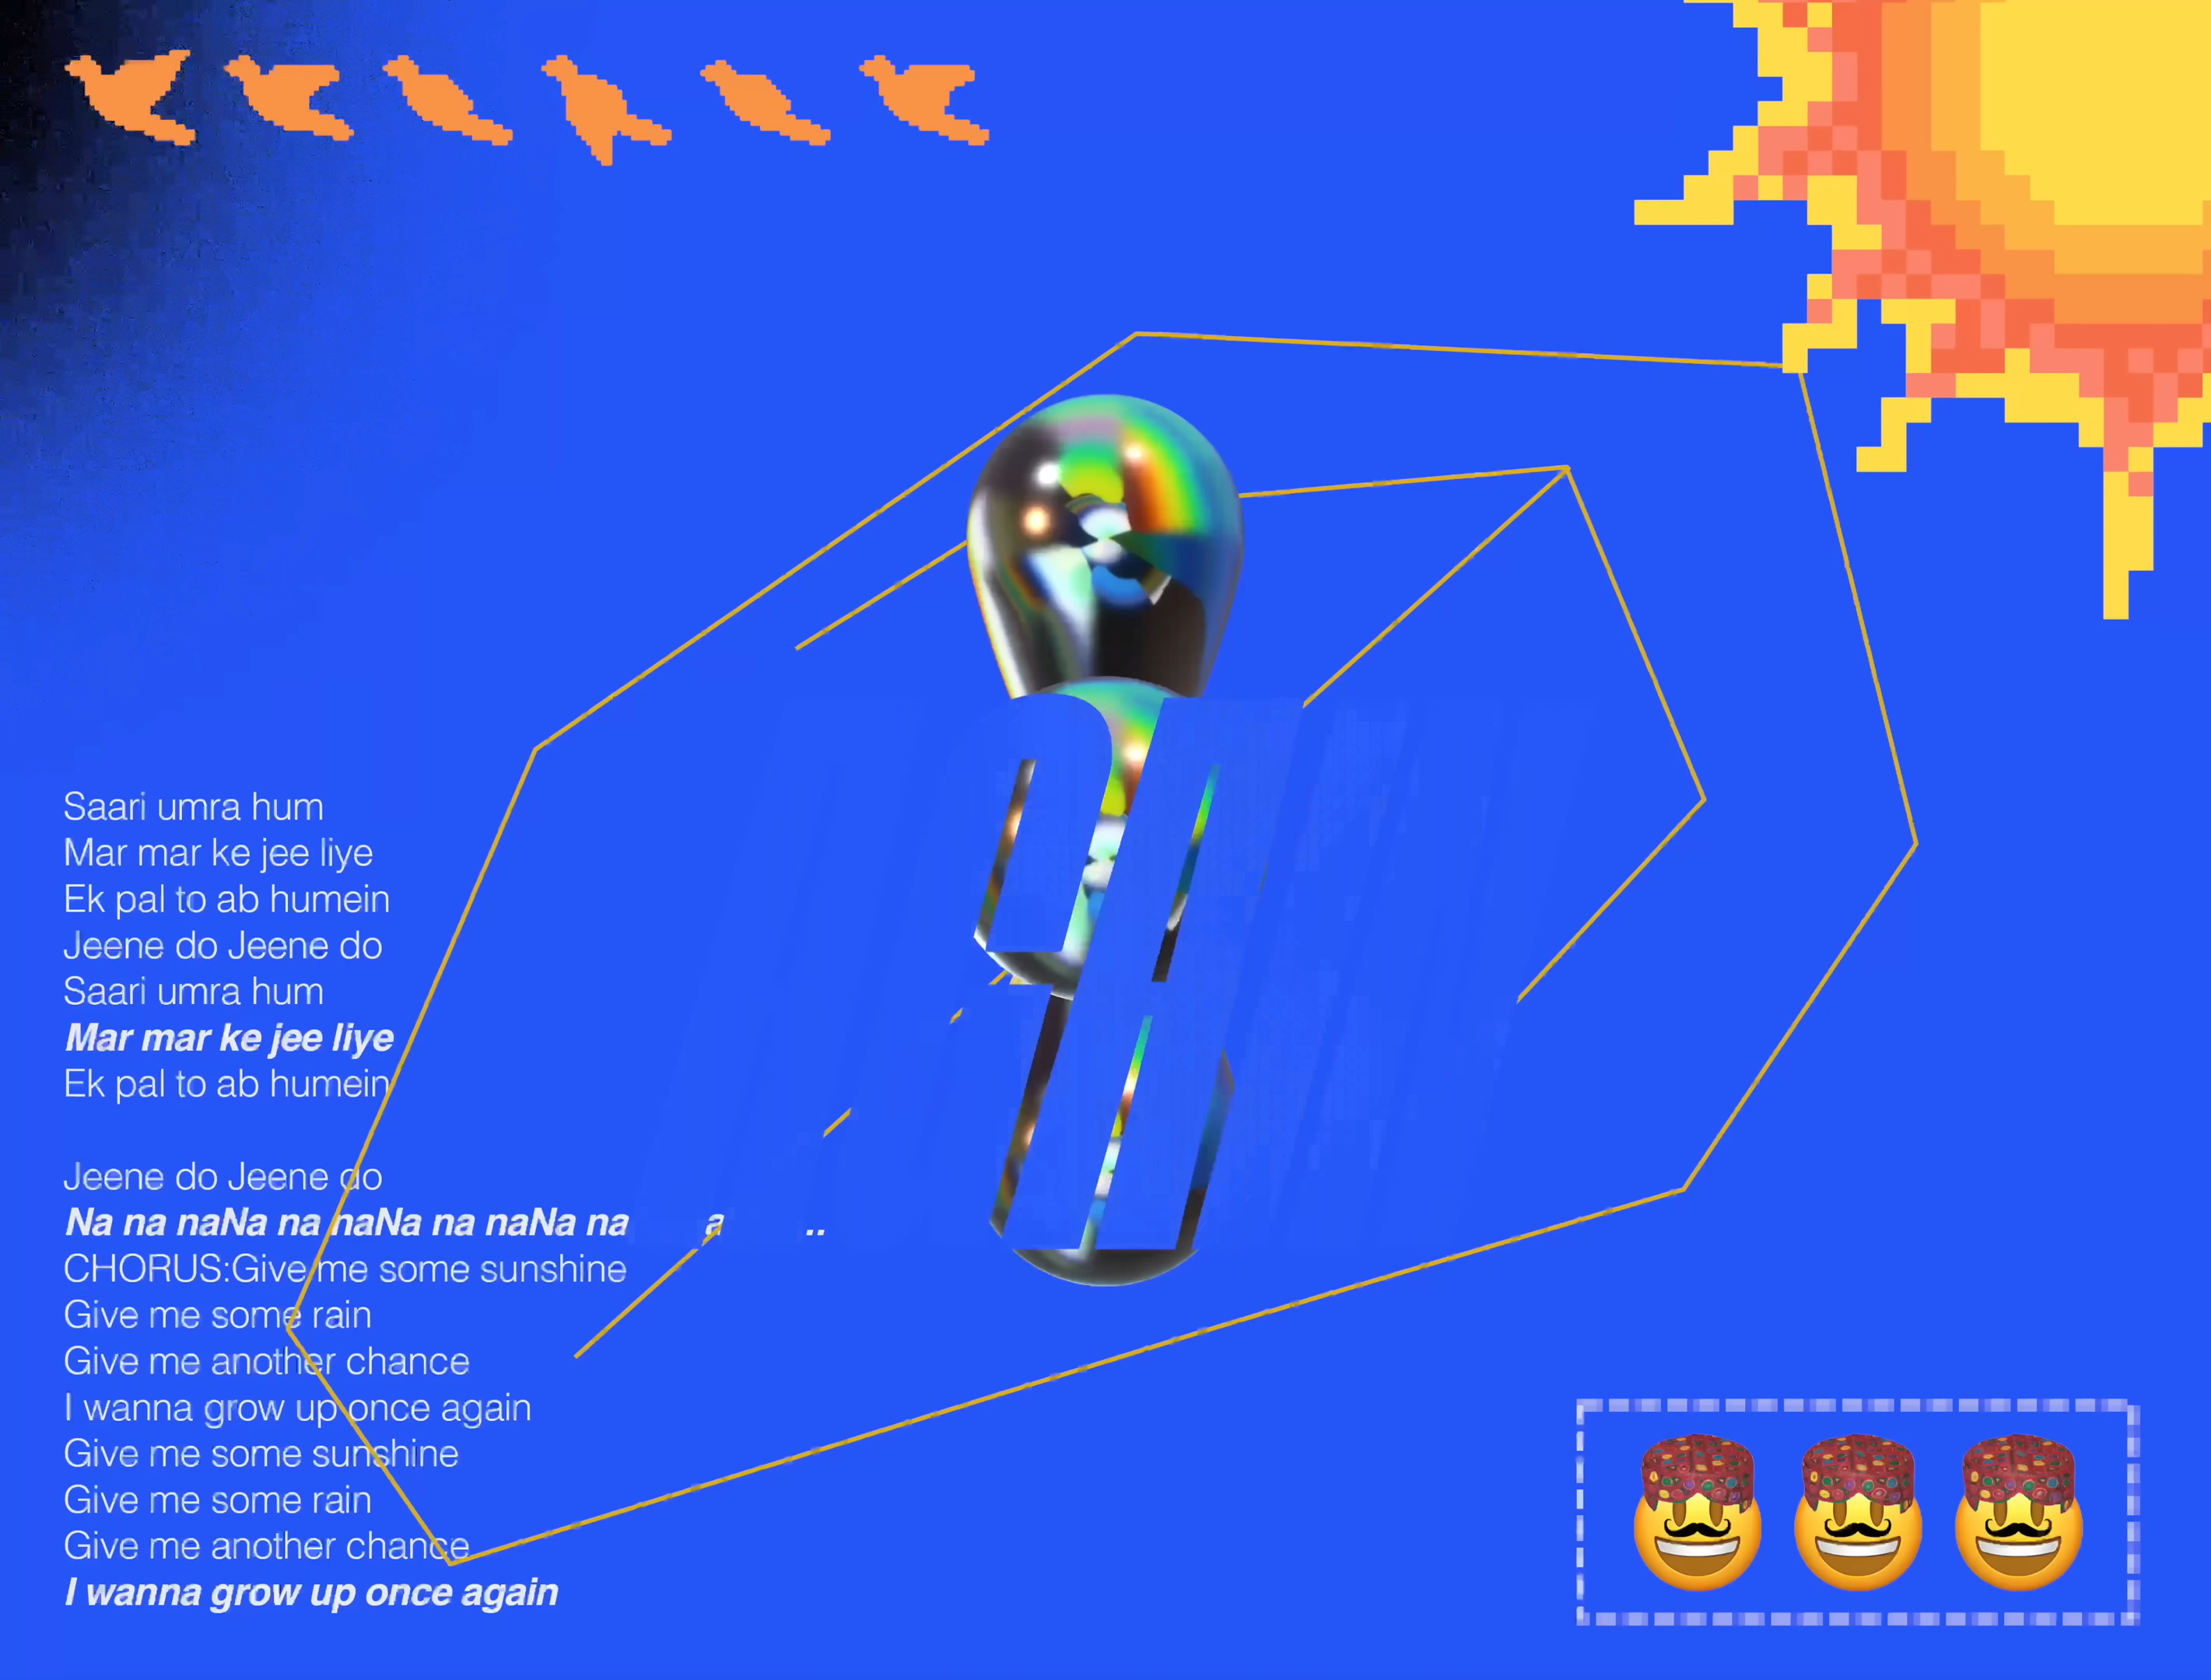 Saari umra hum
Mar mar ke jee liye
Ek pal to ab humein
Jeene do Jeene do
Saari umra hum
Mar mar ke jee liye
Ek pal to ab humein
Jeene do Jeene do
Na na naNa na naNa na naNa na a ..
CHORUS:Give me some sunshine
Give me some rain
Give me another chance
I wanna grow up once again
Give me some sunshine
Give me some rain
Give me another chance
I wanna grow up once again